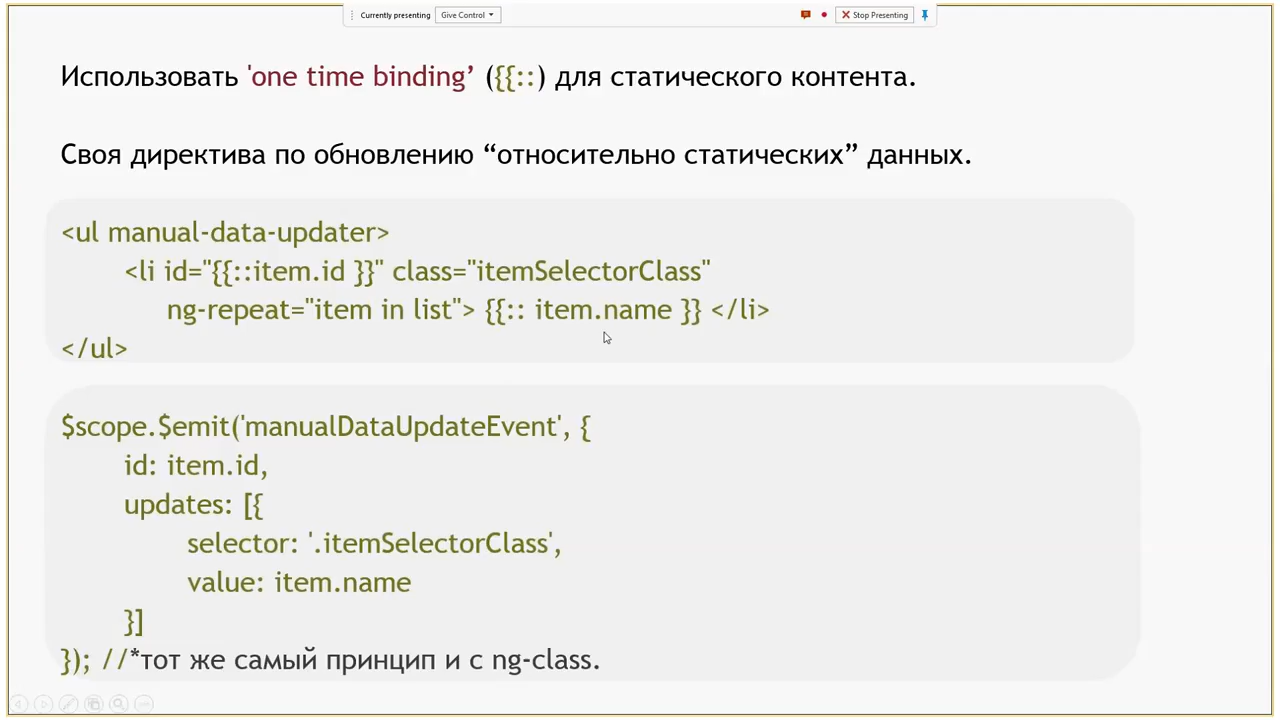 Currently presenting Give Control Stop Presenting
Использовать 'one time binding’ ({{::) для статического контента.
Своя директива по обновлению “относительно статических” данных.
<ul manual-data-updater>
<li id="{{::item.id }}" class="itemSelectorClass"
ng-repeat="item in list"> {{:: item.name }} </li>
</ul>
$scope.$emit('manualDataUpdateEvent', {
id: item.id,
updates: [{
selector: '.itemSelectorClass',
value: item.name
}]
}); //*тот же самый принцип и с ng-class.